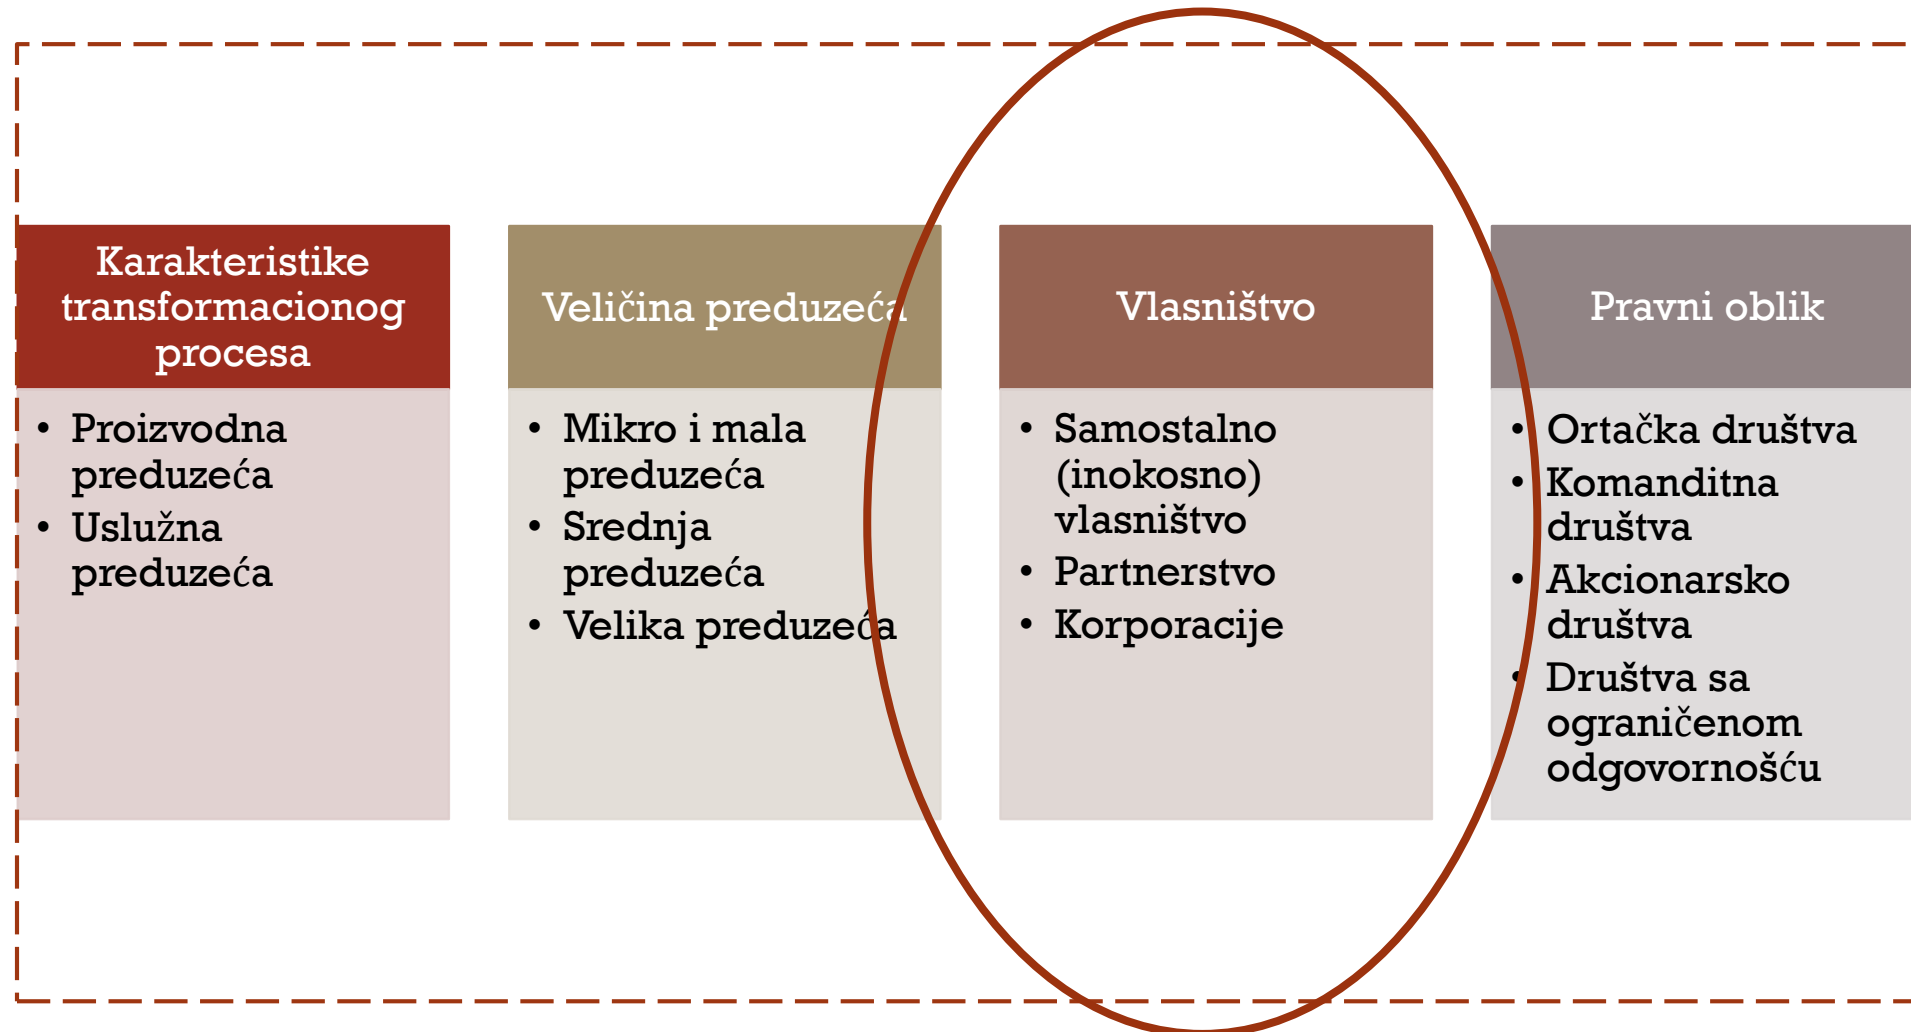 Karakteristike
transformacionog
procesa
• Proizvodna
preduzeća
• Uslužna
preduzeća
Veličina preduzeća
• Mikro i mala
preduzeća
• Srednja
preduzeća
• Velika preduzeća
Vlasništvo
• Samostalno
(inokosno)
vlasništvo
• Partnerstvo
• Korporacije
Pravni oblik
• Ortačka društva
• Komanditna
društva
• Akcionarsko
društva
• Društva sa
ograničenom
odgovornošću